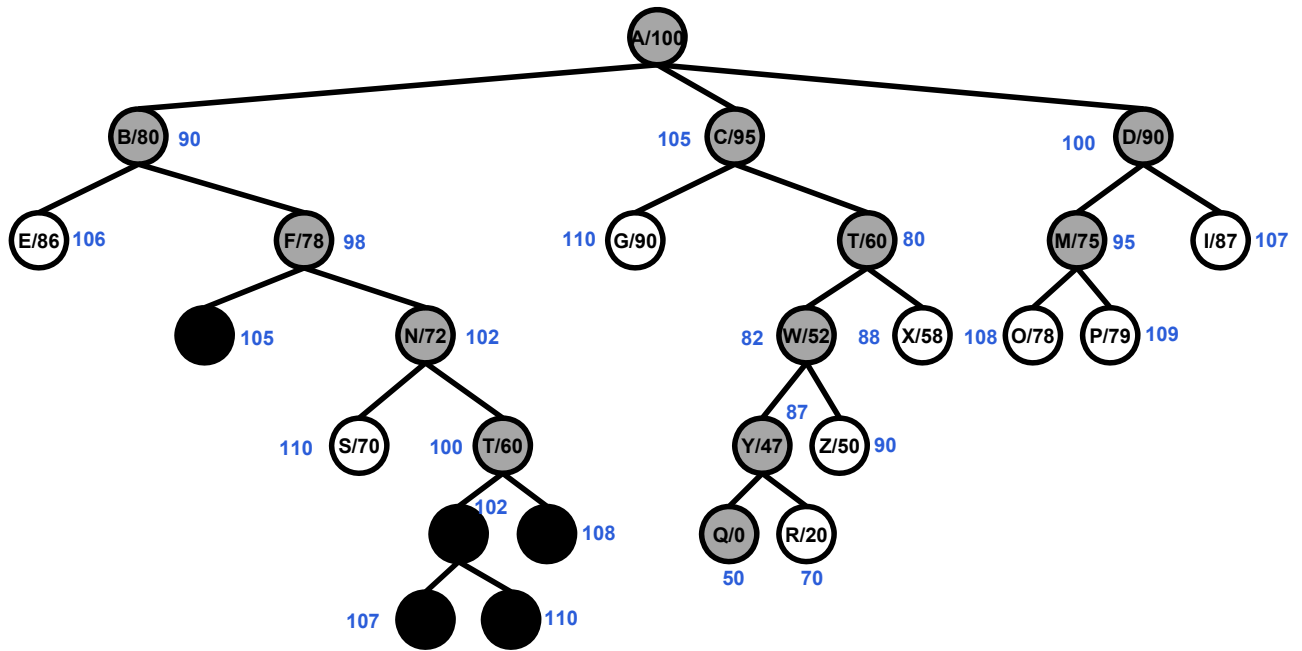 A/100
B/80 90
105 C/95
100 D/90
E/86 106
F/78 98
110 G/90
T/60 80
M/75 95
I/87 107
105
N/72 102
82 W/52
88 X/58
108 O/78
P/79 109
110 S/70
100 T/60
87
Y/47
Z/50 90
102
108
Q/0
R/20
50
70
107
110